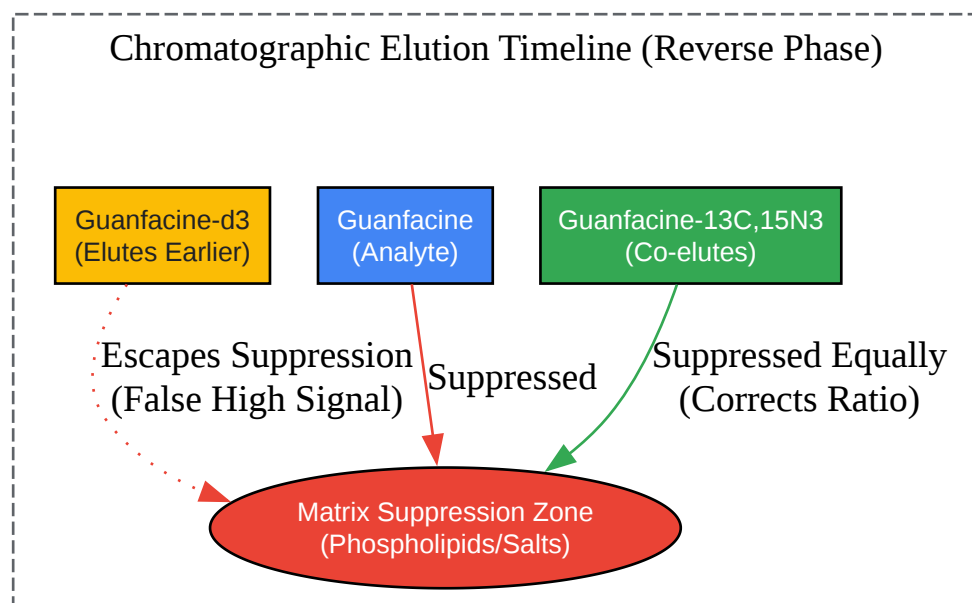 Chromatographic Elution Timeline (Reverse Phase)
Guanfacine-d3
(Elutes Earlier)
Guanfacine
(Analyte)
Guanfacine-13C,15N3
(Co-elutes)
Escapes Suppression
(False High Signal)
Suppressed
Suppressed Equally
(Corrects Ratio)
Matrix Suppression Zone
(Phospholipids/Salts)